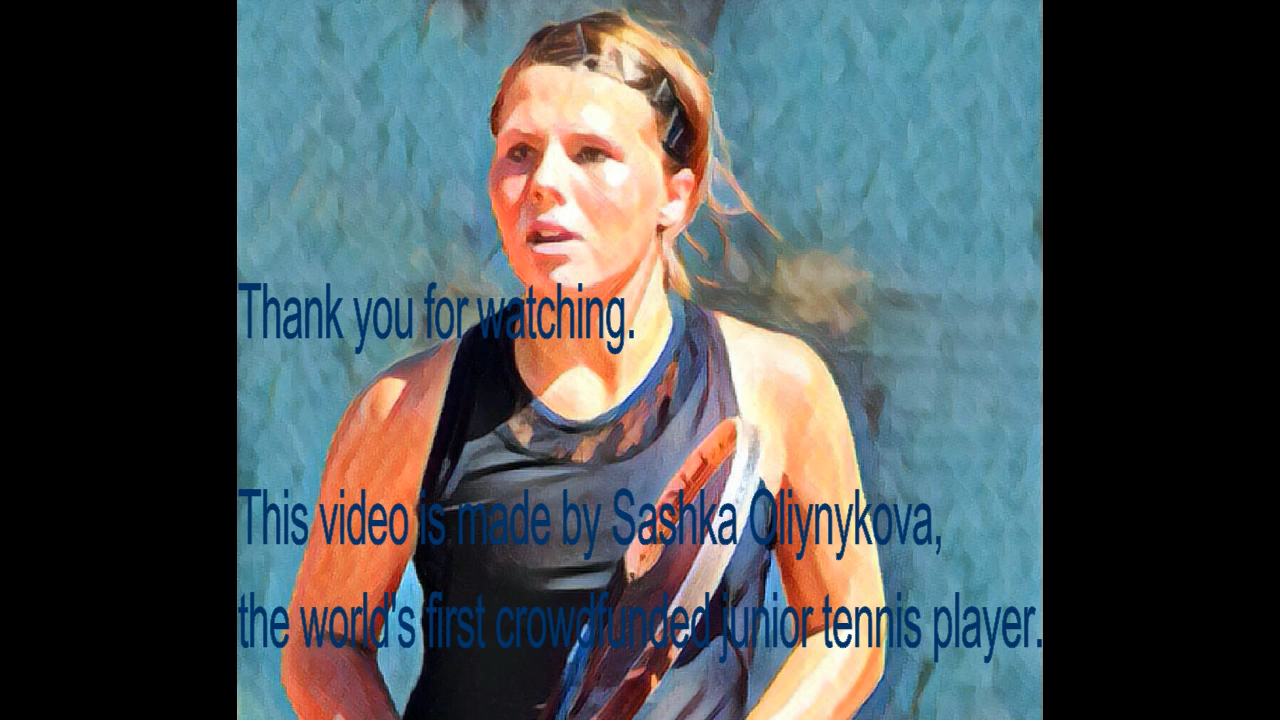 Thank you for watching.
This video is made by Sashka Oliynykova,
the world's first crowdfunded junior tennis player.